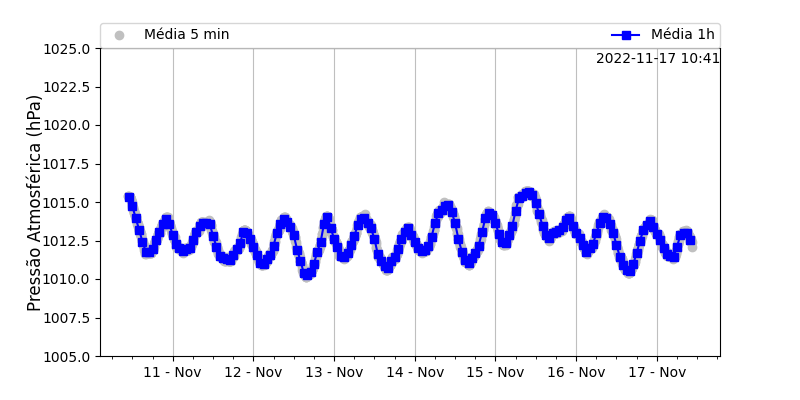 Média 5 min
Média 1h
2022-11-17 10:41
Pressão Atmosférica (hPa)
1025.0
1022.5
1020.0
1017.5
1015.0
1012.5
1010.0
1007.5
1005.0
11 - Nov
12 - Nov
13 - Nov
14 - Nov
15 - Nov
16 - Nov
17 - Nov